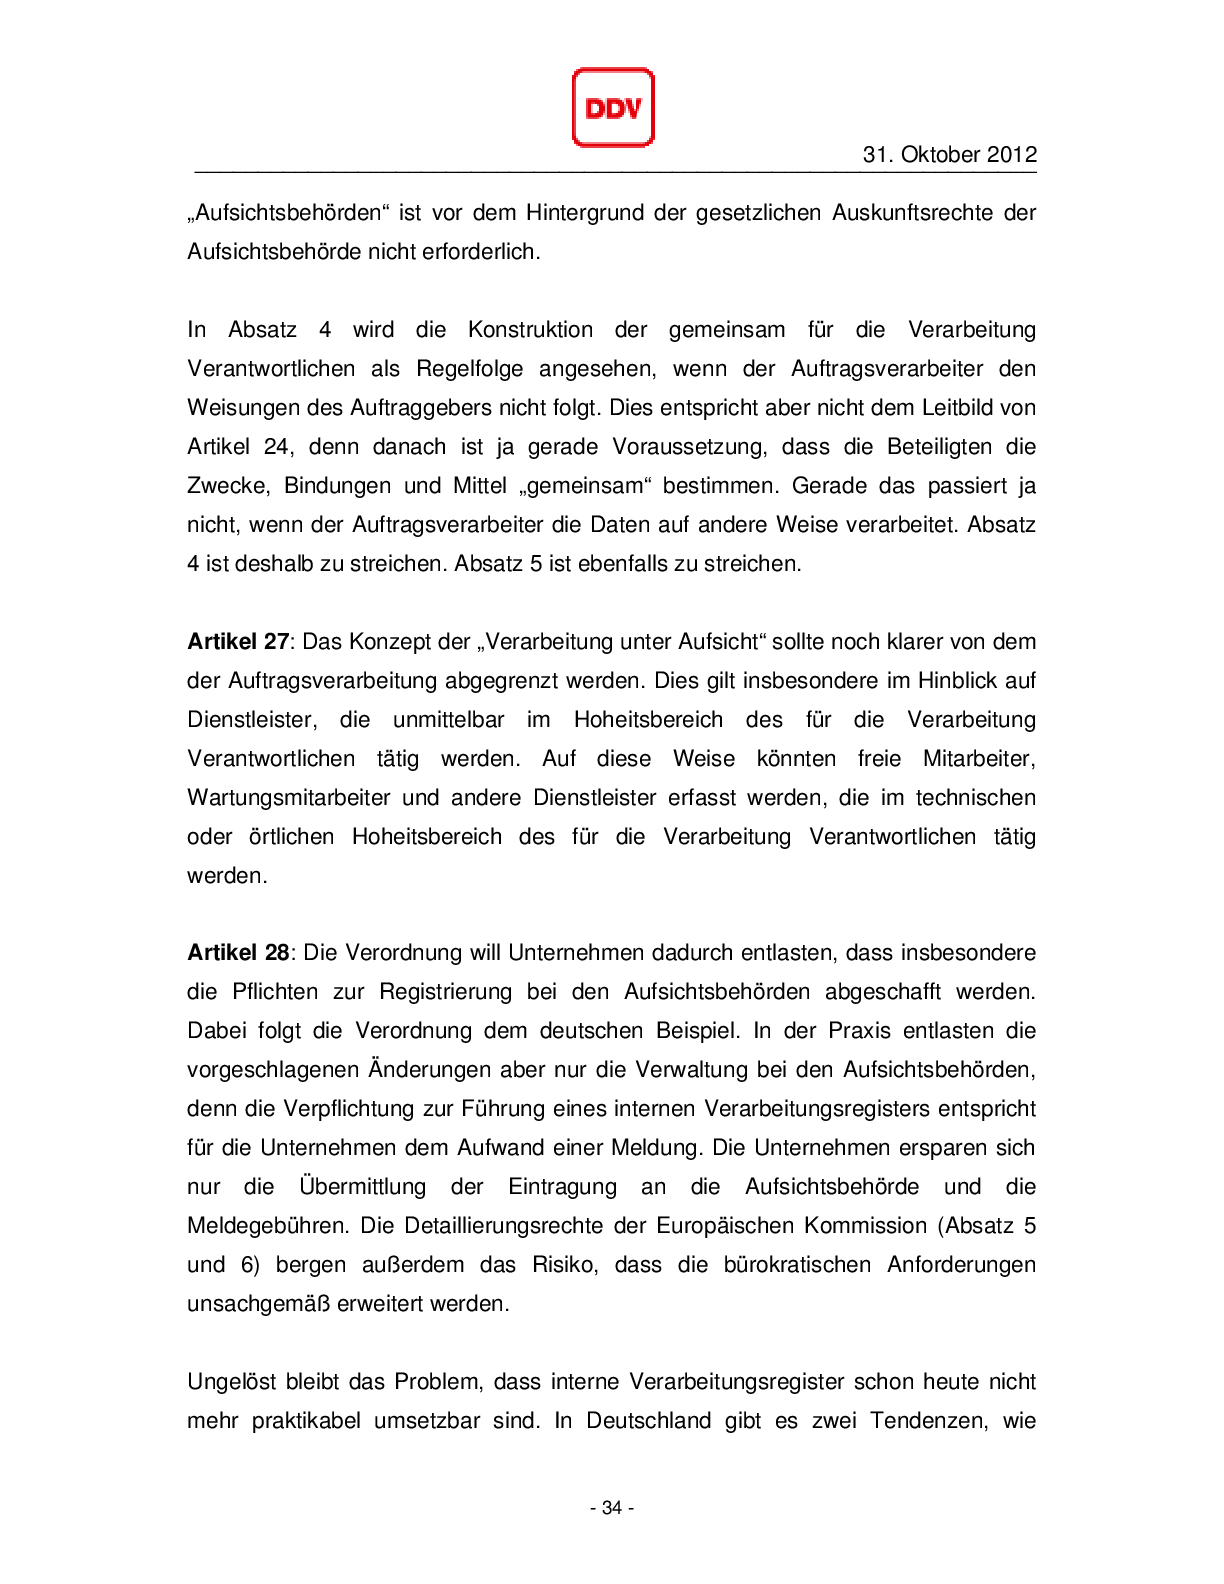 DDV
31. Oktober 2012
„Aufsichtsbehörden“ ist vor dem Hintergrund der gesetzlichen Auskunftsrechte der
Aufsichtsbehörde nicht erforderlich.
In Absatz 4 wird die Konstruktion der gemeinsam für die Verarbeitung
Verantwortlichen als Regelfolge angesehen, wenn der Auftragsverarbeiter den
Weisungen des Auftraggebers nicht folgt. Dies entspricht aber nicht dem Leitbild von
Artikel 24, denn danach ist ja gerade Voraussetzung, dass die Beteiligten die
Zwecke, Bindungen und Mittel „gemeinsam“ bestimmen. Gerade das passiert ja
nicht, wenn der Auftragsverarbeiter die Daten auf andere Weise verarbeitet. Absatz
4 ist deshalb zu streichen. Absatz 5 ist ebenfalls zu streichen.
Artikel 27: Das Konzept der „Verarbeitung unter Aufsicht“ sollte noch klarer von dem
der Auftragsverarbeitung abgegrenzt werden. Dies gilt insbesondere im Hinblick auf
Dienstleister, die unmittelbar im Hoheitsbereich des für die Verarbeitung
Verantwortlichen tätig werden. Auf diese Weise könnten freie Mitarbeiter,
Wartungsmitarbeiter und andere Dienstleister erfasst werden, die im technischen
oder örtlichen Hoheitsbereich des für die Verarbeitung Verantwortlichen tätig
werden.
Artikel 28: Die Verordnung will Unternehmen dadurch entlasten, dass insbesondere
die Pflichten zur Registrierung bei den Aufsichtsbehörden abgeschafft werden.
Dabei folgt die Verordnung dem deutschen Beispiel. In der Praxis entlasten die
vorgeschlagenen Änderungen aber nur die Verwaltung bei den Aufsichtsbehörden,
denn die Verpflichtung zur Führung eines internen Verarbeitungsregisters entspricht
für die Unternehmen dem Aufwand einer Meldung. Die Unternehmen ersparen sich
nur die Übermittlung der Eintragung an die Aufsichtsbehörde und die
Meldegebühren. Die Detaillierungsrechte der Europäischen Kommission (Absatz 5
und 6) bergen außerdem das Risiko, dass die bürokratischen Anforderungen
unsachgemäß erweitert werden.
Ungelöst bleibt das Problem, dass interne Verarbeitungsregister schon heute nicht
mehr praktikabel umsetzbar sind. In Deutschland gibt es zwei Tendenzen, wie
- 34 -